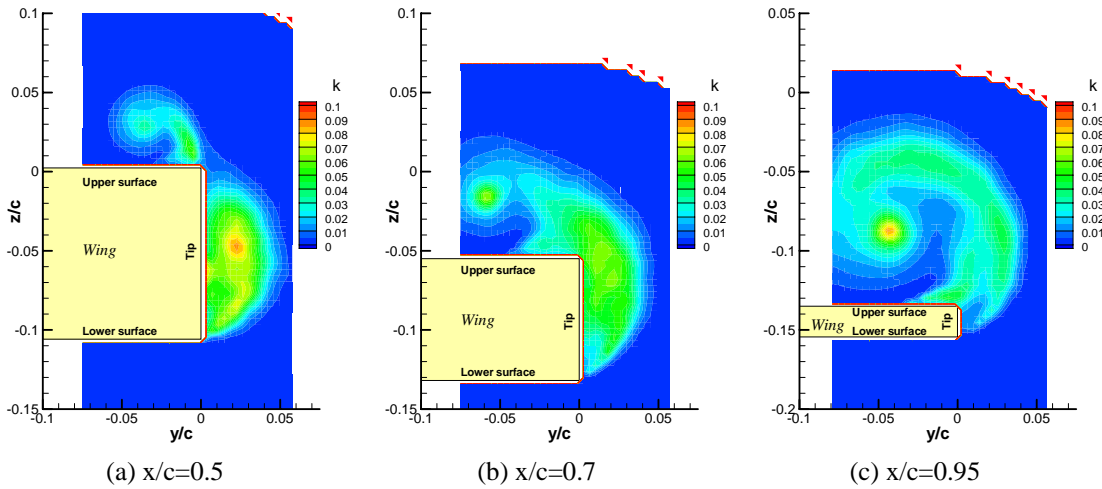 0.1
0.05
0
-0.05
-0.1
-0.15
z/c
-0.1
-0.05
0
0.05
y/c
k
0.1
0.09
0.08
0.07
0.06
0.05
0.04
0.03
0.02
0.01
0
Upper surface
Wing
Tip
Lower surface
(a) x/c=0.5
0.1
0.05
0
-0.05
-0.1
-0.15
z/c
-0.1
-0.05
0
0.05
y/c
k
0.1
0.09
0.08
0.07
0.06
0.05
0.04
0.03
0.02
0.01
0
Upper surface
Wing
Tip
Lower surface
(b) x/c=0.7
0.05
0
-0.05
-0.1
-0.15
-0.2
z/c
-0.1
-0.05
0
0.05
y/c
k
0.1
0.09
0.08
0.07
0.06
0.05
0.04
0.03
0.02
0.01
0
Upper surface
Wing
Lower surface
Tip
(c) x/c=0.95